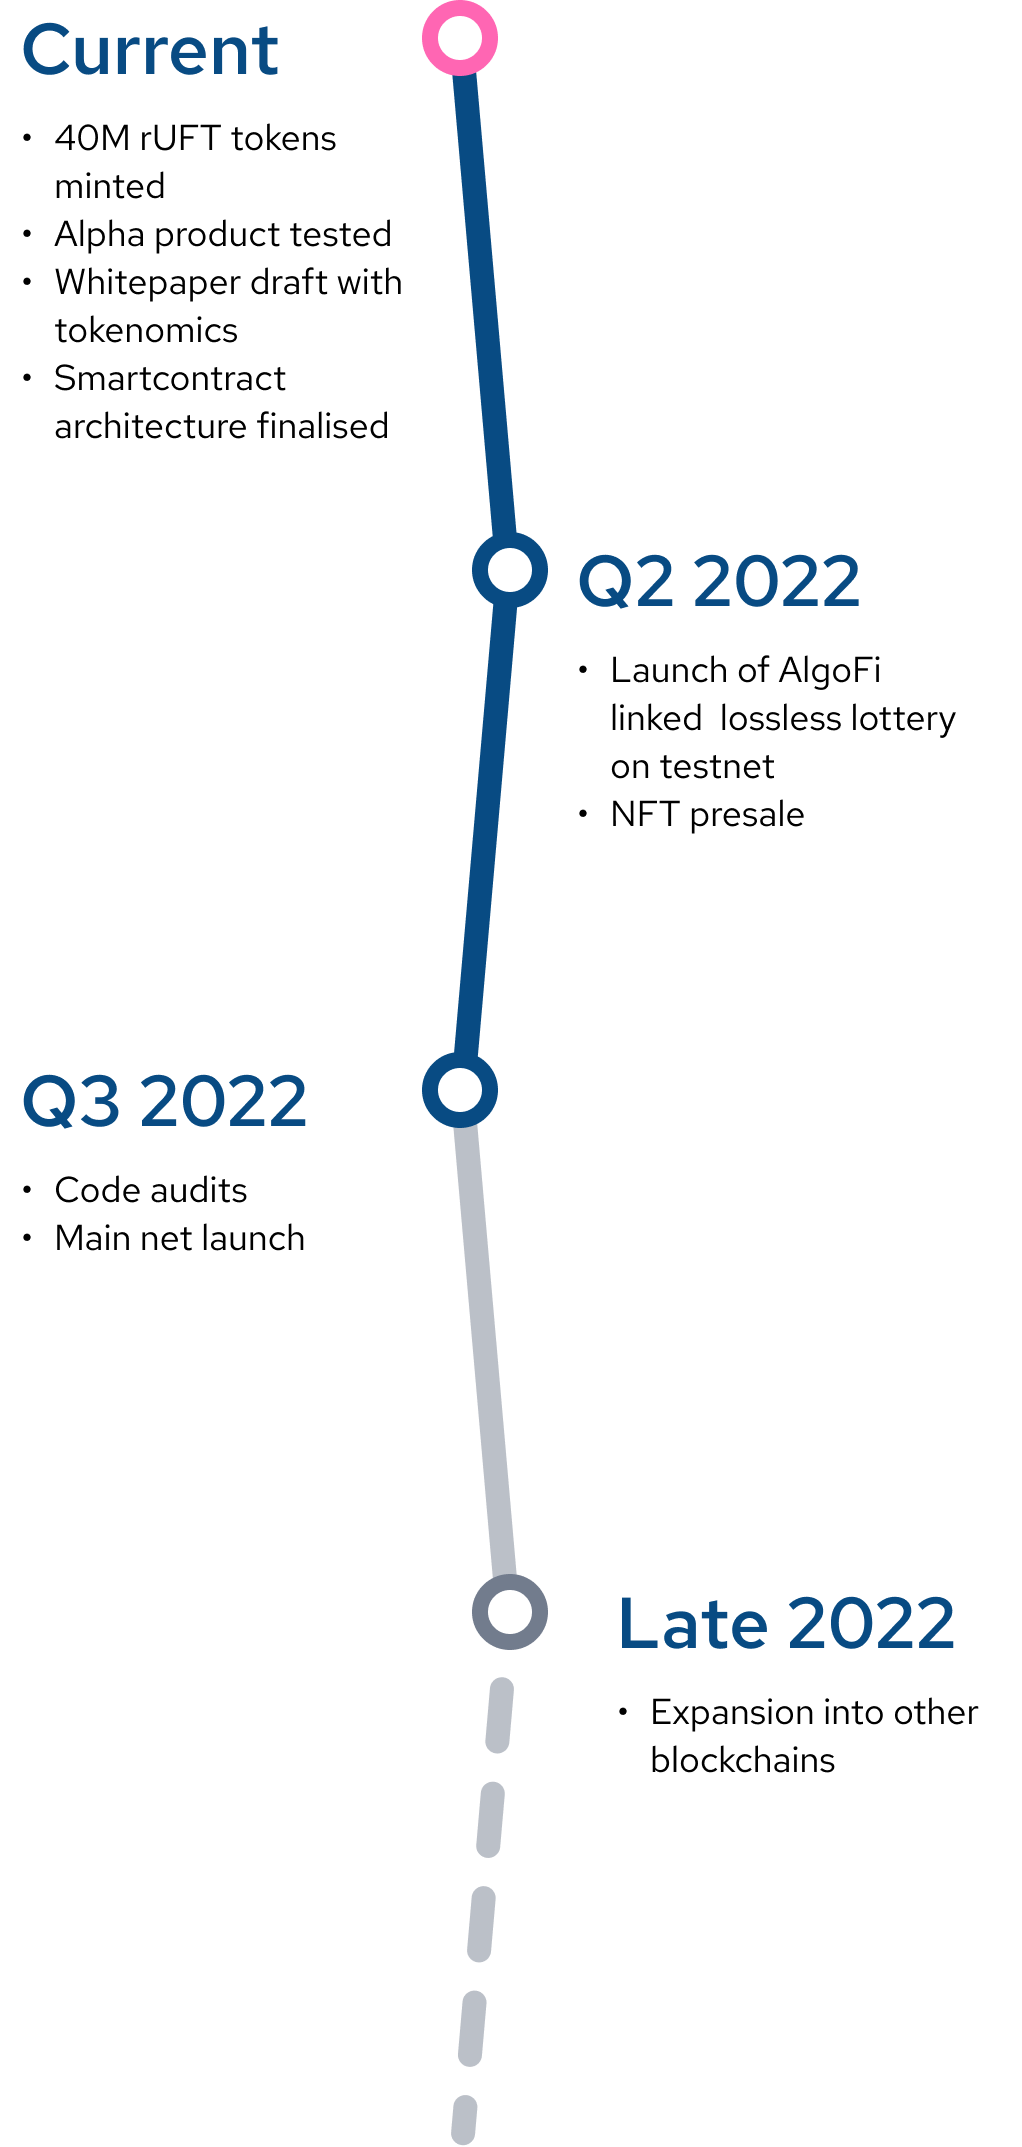 Current
• 40M rUFT tokens
minted
• Alpha product tested
• Whitepaper draft with
tokenomics
• Smartcontract
architecture finalised
Q2 2022
• Launch of AlgoFi
linked  lossless lottery
on testnet
• NFT presale
Q3 2022
• Code audits
• Main net launch
Late 2022
• Expansion into other
blockchains